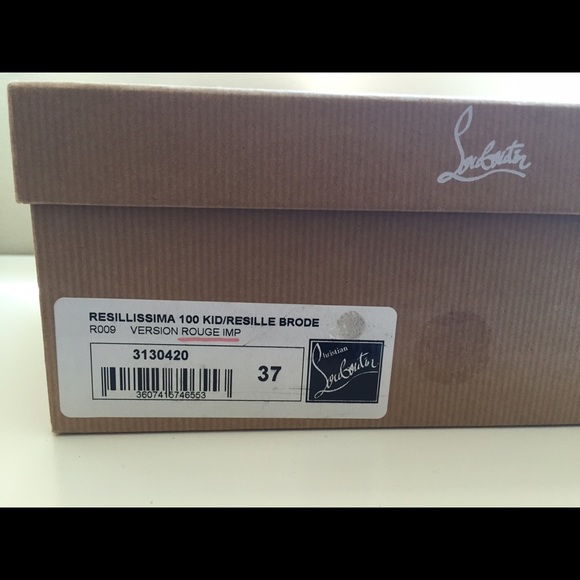 Louboutin
RESILLISSIMA 100 KID/RESILLE BRODE
R009 VERSION ROUGE IMP
3130420
37
3607416746553
Christian
Louboutin